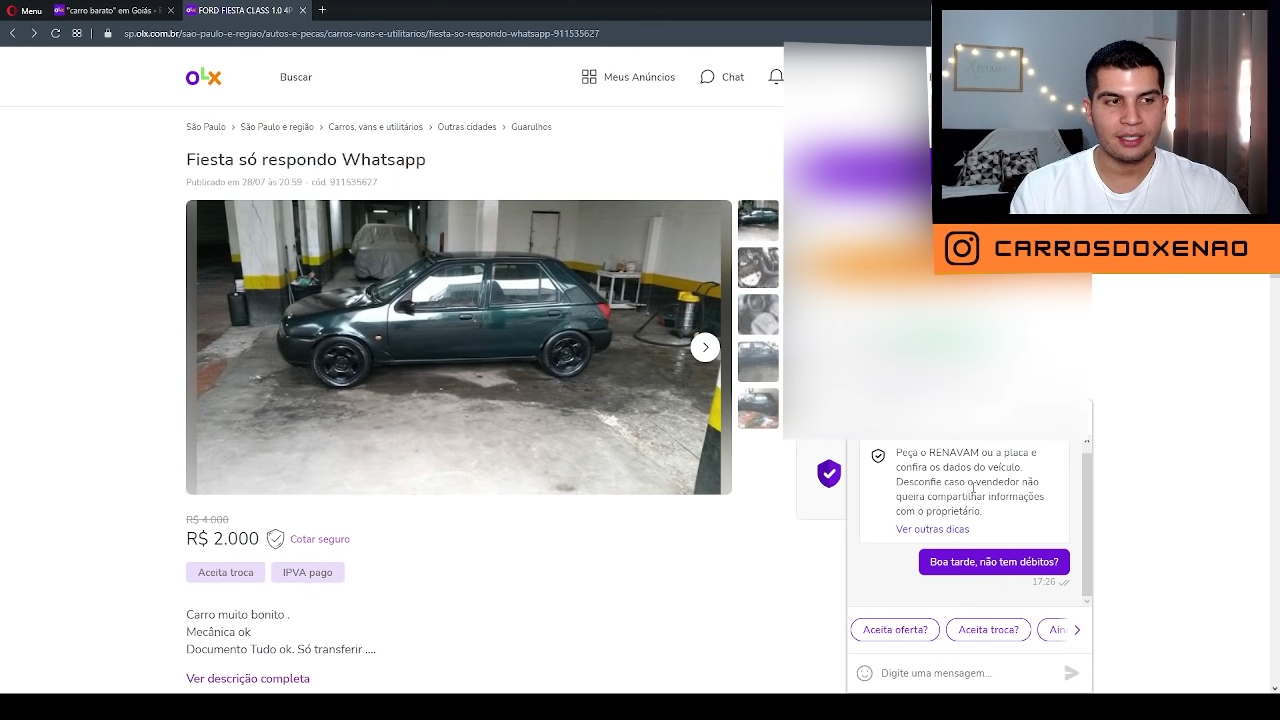 Menu
"carro barato" em Goiás -
FORD FIESTA CLASS 1.0 4P
sp.olx.com.br/sao-paulo-e-regiao/autos-e-pecas/carros-vans-e-utilitarios/fiesta-so-respondo-whatsapp-911535627
olx
Buscar
Meus Anúncios
Chat
São Paulo > São Paulo e região > Carros, vans e utilitários > Outras cidades > Guarulhos
Fiesta só respondo Whatsapp
Publicado em 28/07 às 20:59 - cód. 911535627
CARROSDOXENAO
R$ 4.000
R$ 2.000
Cotar seguro
Aceita troca
IPVA pago
Carro muito bonito .
Mecânica ok
Documento Tudo ok. Só transferir ....
Ver descrição completa
Peça o RENAVAM ou a placa e
confira os dados do veículo.
Desconfie caso o vendedor não
queira compartilhar informações
com o proprietário.
Ver outras dicas
Boa tarde, não tem débitos?
17:26
Aceita oferta?
Aceita troca?
Ain
Digite uma mensagem...